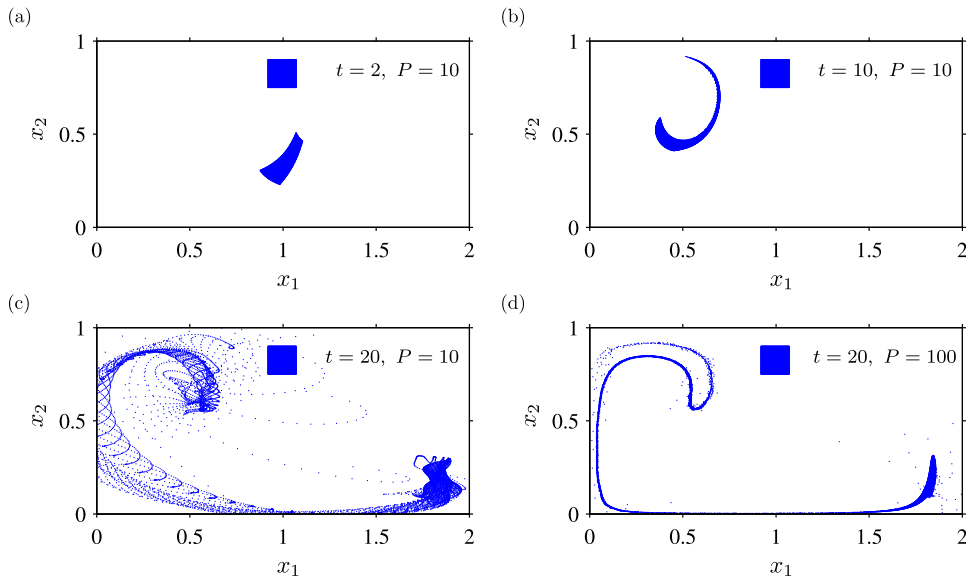 (a)
t = 2, P = 10
1
0.5
0
x₂
0 0.5 1 1.5 2
x₁
(b)
t = 10, P = 10
1
0.5
0
x₂
0 0.5 1 1.5 2
x₁
(c)
t = 20, P = 10
1
0.5
0
x₂
0 0.5 1 1.5 2
x₁
(d)
t = 20, P = 100
1
0.5
0
x₂
0 0.5 1 1.5 2
x₁